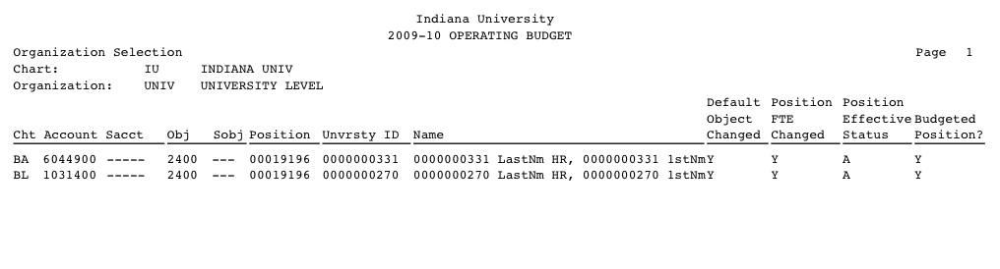 Indiana University
2009-10 OPERATING BUDGET
Organization Selection Page 1
Chart: IU INDIANA UNIV
Organization: UNIV UNIVERSITY LEVEL
Default Position Position
Object FTE Effective Budgeted
Cht Account Sacct Obj Sobj Position Unvrsty ID Name Changed Changed Status Position?
BA 6044900 ----- 2400 --- 00019196 0000000331 0000000331 LastNm HR, 0000000331 1stNm Y Y A Y
BL 1031400 ----- 2400 --- 00019196 0000000270 0000000270 LastNm HR, 0000000270 1stNm Y Y A Y